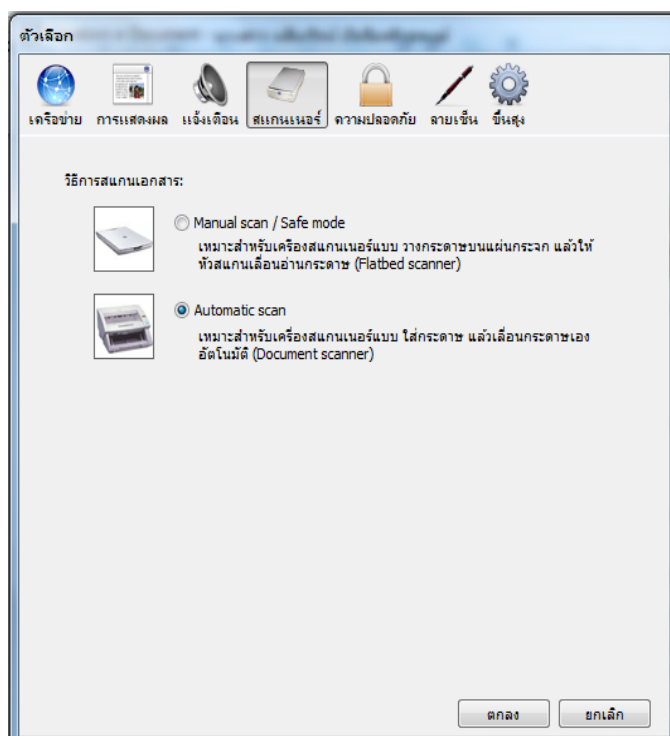 ตัวเลือก
เครือข่าย การแสดงผล แจ้งเตือน สแกนเนอร์ ความปลอดภัย ลายเซ็น ขั้นสูง
วิธีการสแกนเอกสาร:
Manual scan / Safe mode
เหมาะสำหรับเครื่องสแกนเนอร์แบบ วางกระดาษบนแผ่นกระจก แล้วให้
หัวสแกนเลื่อนอ่านกระดาษ (Flatbed scanner)
Automatic scan
เหมาะสำหรับเครื่องสแกนเนอร์แบบ ใส่กระดาษ แล้วเลื่อนกระดาษเอง
อัตโนมัติ (Document scanner)
ตกลง ยกเลิก